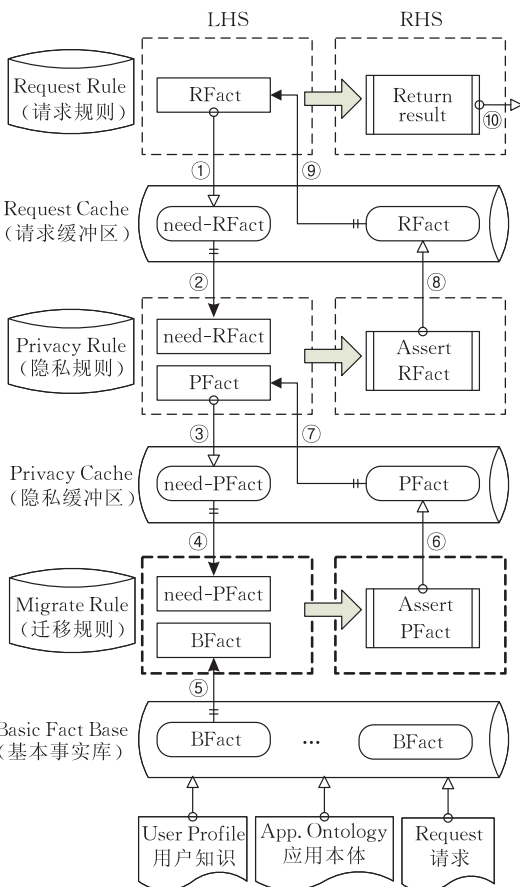 LHS
RHS
Request Rule
(请求规则)
RFact
Return
result
⑩
①
⑨
Request Cache
(请求缓冲区)
need-RFact
RFact
②
⑧
Privacy Rule
(隐私规则)
need-RFact
PFact
Assert
RFact
③
⑦
Privacy Cache
(隐私缓冲区)
need-PFact
PFact
④
⑥
Migrate Rule
(迁移规则)
need-PFact
BFact
Assert
PFact
⑤
Basic Fact Base
(基本事实库)
BFact
...
BFact
User Profile
用户知识
App. Ontology
应用本体
Request
请求